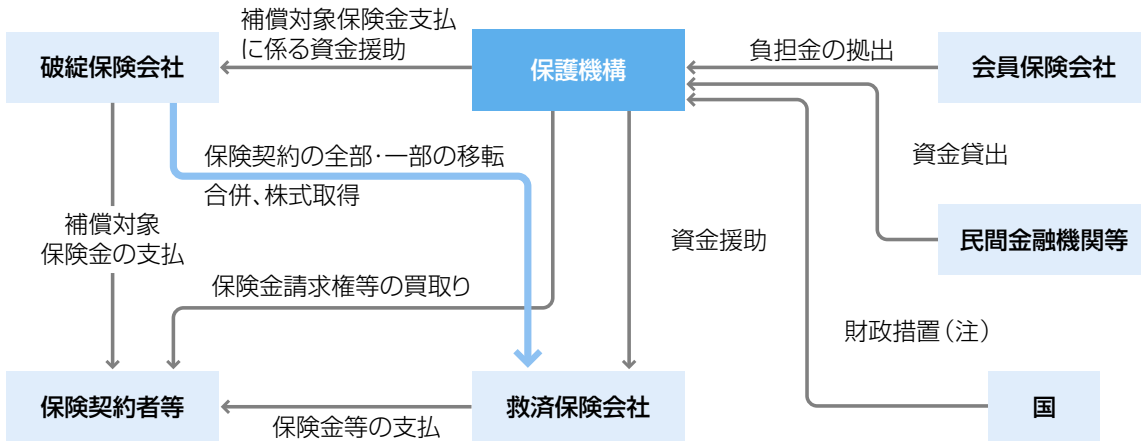 補償対象保険金支払
に係る資金援助
破綻保険会社
保護機構
負担金の拠出
会員保険会社
保険契約の全部・一部の移転
合併、株式取得
資金貸出
補償対象
保険金の支払
資金援助
民間金融機関等
保険金請求権等の買取り
財政措置(注)
保険契約者等
保険金等の支払
救済保険会社
国